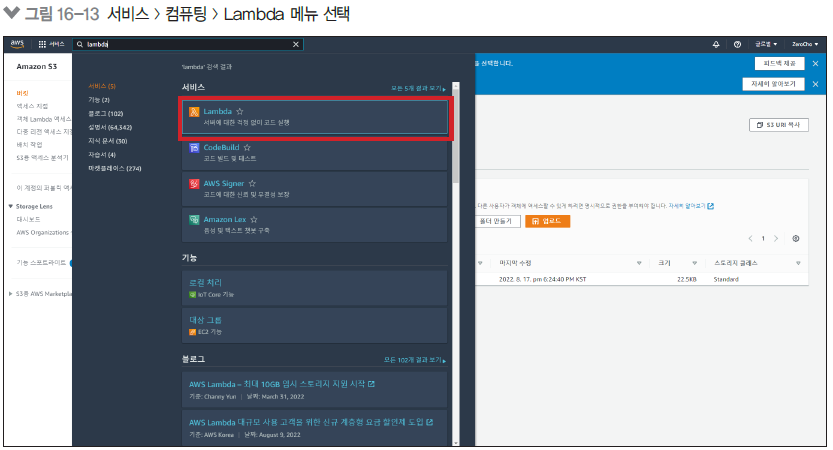 그림 16-13 서비스 > 컴퓨팅 > Lambda 메뉴 선택
aws
서비스
lambda
글로벌
ZeroCho
Amazon S3
버킷
액세스 지점
객체 Lambda 액세스
다중 리전 액세스 지점
배치 작업
S3용 액세스 분석기
이 계정의 퍼블릭 액세
Storage Lens
대시보드
AWS Organizations
기능 스포트라이트
S3용 AWS Marketpla
'lambda' 검색 결과
서비스 (5)
기능 (2)
블로그 (102)
설명서 (64,342)
지식 문서 (30)
자습서 (4)
마켓플레이스 (274)
서비스
모든 5개 결과 보기
Lambda
서버에 대한 걱정 없이 코드 실행
CodeBuild
코드 빌드 및 테스트
AWS Signer
코드에 대한 신뢰 및 무결성 보장
Amazon Lex
음성 및 텍스트 챗봇 구축
기능
로컬 처리
IoT Core 기능
대상 그룹
EC2 기능
블로그
모든 102개 결과 보기
AWS Lambda – 최대 10GB 임시 스토리지 지원 시작
기준: Channy Yun | 날짜: March 31, 2022
AWS Lambda 대규모 사용 고객을 위한 신규 계층형 요금 할인제 도입
기준: AWS Korea | 날짜: August 9, 2022
을 선택합니다.
피드백 제공
자세히 알아보기
S3 URI 복사
다른 사용자가 객체에 액세스할 수 있게 하려면 명시적으로 권한을 부여해야 합니다. 자세히 알아보기
폴더 만들기
업로드
1
마지막 수정
크기
스토리지 클래스
2022. 8. 17. pm 6:24:40 PM KST
22.5KB
Standard